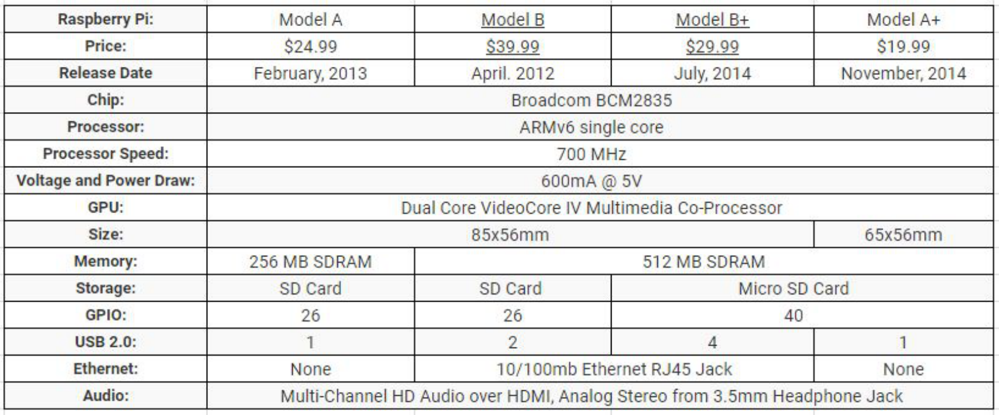 Raspberry Pi: Model A Model B Model B+ Model A+
Price: $24.99 $39.99 $29.99 $19.99
Release Date February, 2013 April. 2012 July, 2014 November, 2014
Chip: Broadcom BCM2835
Processor: ARMv6 single core
Processor Speed: 700 MHz
Voltage and Power Draw: 600mA @ 5V
GPU: Dual Core VideoCore IV Multimedia Co-Processor
Size: 85x56mm 65x56mm
Memory: 256 MB SDRAM 512 MB SDRAM
Storage: SD Card SD Card Micro SD Card
GPIO: 26 26 40
USB 2.0: 1 2 4 1
Ethernet: None 10/100mb Ethernet RJ45 Jack None
Audio: Multi-Channel HD Audio over HDMI, Analog Stereo from 3.5mm Headphone Jack